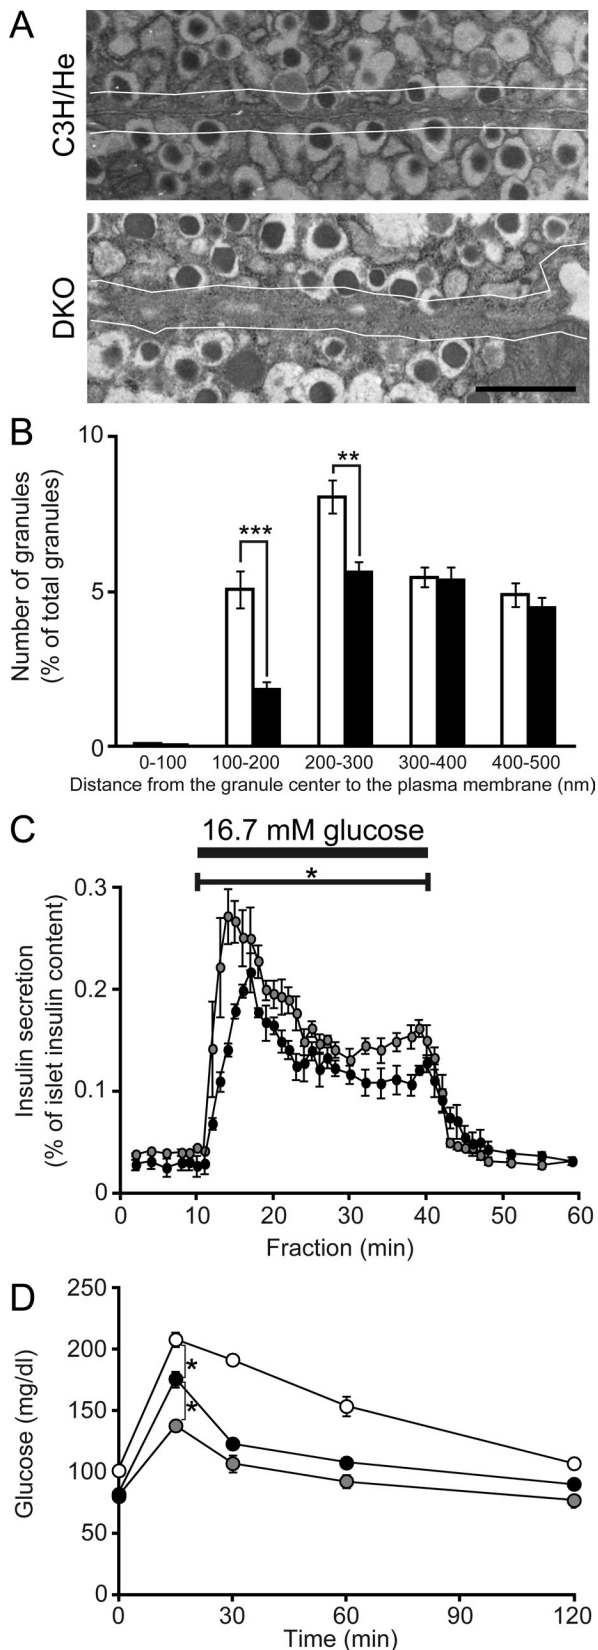 A
C3H/He
DKO
B
10
5
0
Number of granules
(% of total granules)
***
**
0-100 100-200 200-300 300-400 400-500
Distance from the granule center to the plasma membrane (nm)
C
16.7 mM glucose
*
0.3
0.2
0.1
0
Insulin secretion
(% of islet insulin content)
0 10 20 30 40 50 60
Fraction (min)
D
250
200
150
100
50
0
Glucose (mg/dl)
*
*
0 30 60 90 120
Time (min)